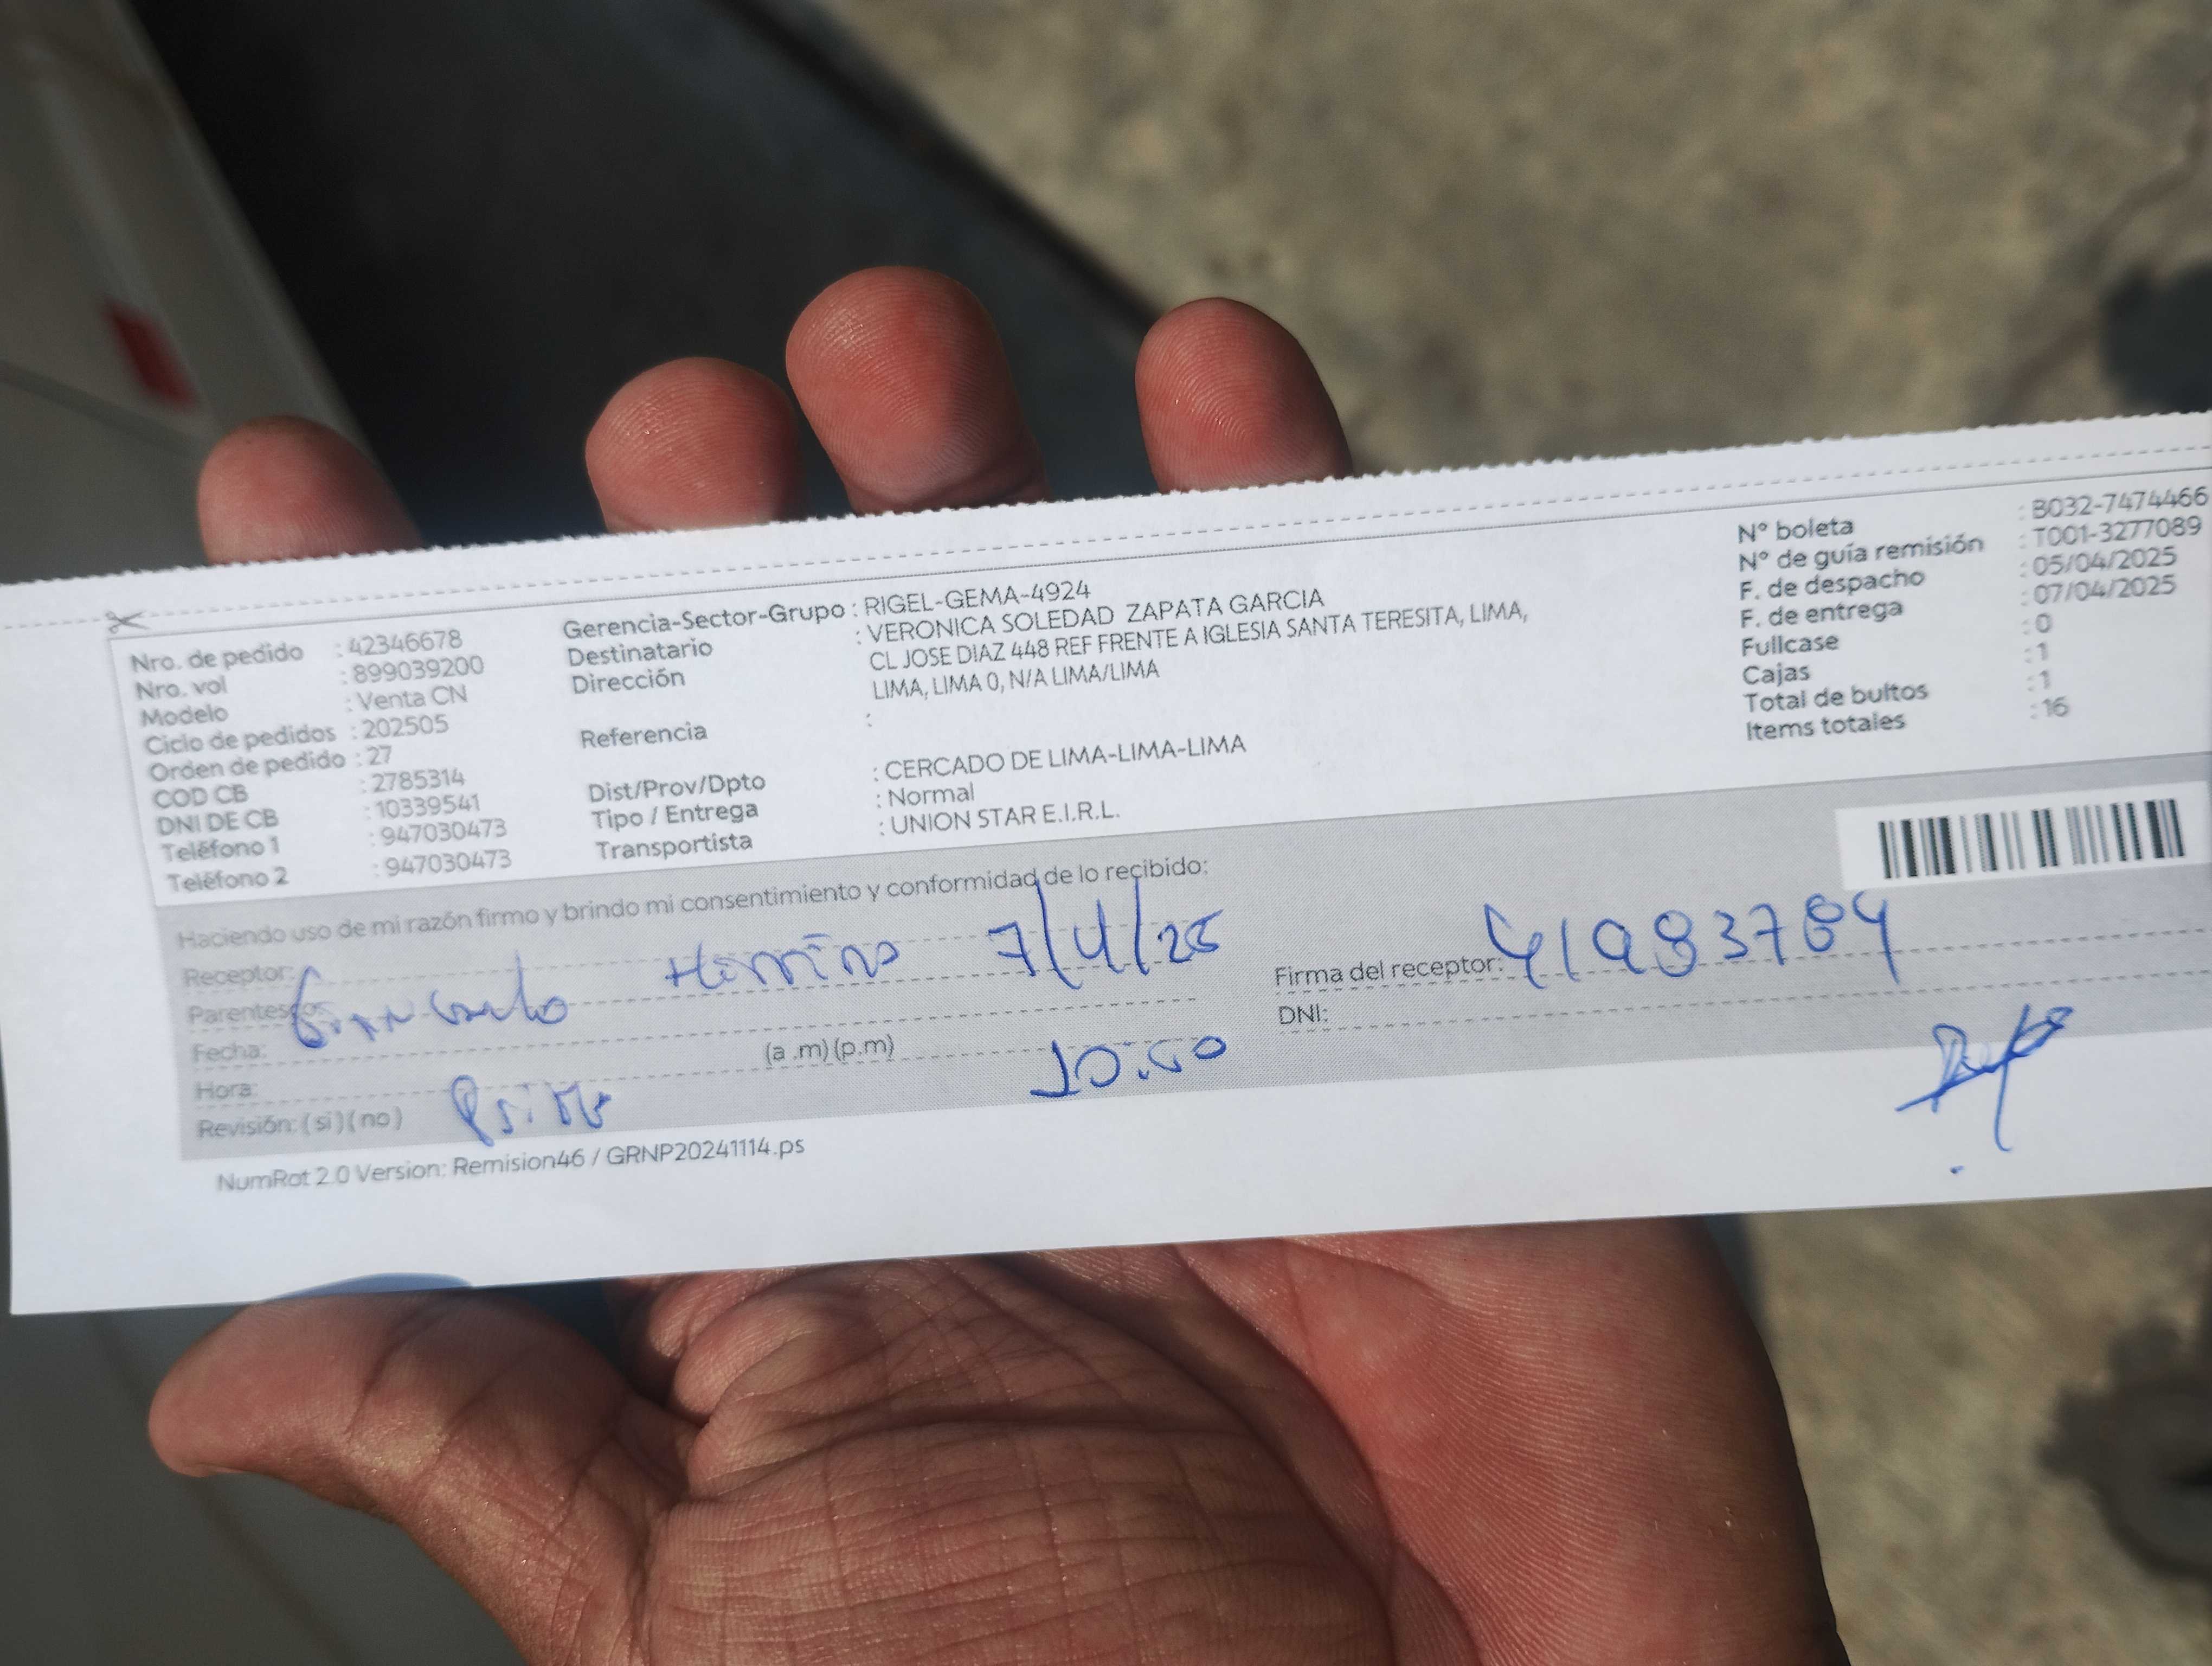 Nro. de pedido : 42346678
Nro. vol : 899039200
Modelo : Venta CN
Ciclo de pedidos : 202505
Orden de pedido : 27
COD CB : 2785314
DNI DE CB : 10339541
Teléfono 1 : 947030473
Teléfono 2 : 947030473
Gerencia-Sector-Grupo : RIGEL-GEMA-4924
Destinatario : VERONICA SOLEDAD ZAPATA GARCIA
Dirección CL JOSE DIAZ 448 REF FRENTE A IGLESIA SANTA TERESITA, LIMA,
LIMA, LIMA 0, N/A LIMA/LIMA
Referencia :
Dist/Prov/Dpto : CERCADO DE LIMA-LIMA-LIMA
Tipo / Entrega : Normal
Transportista : UNION STAR E.I.R.L.
N° boleta : B032-7474466
N° de guía remisión : T001-3277089
F. de despacho : 05/04/2025
F. de entrega : 07/04/2025
Fullcase : 0
Cajas : 1
Total de bultos : 1
Items totales : 16
Haciendo uso de mi razón firmo y brindo mi consentimiento y conformidad de lo recibido:
Receptor: 7/4/25
Parentesco:
Fecha:
Hora: (a .m) (p.m) 10:00
Revisión: ( si ) ( no )
Firma del receptor:
DNI:
NumRot 2.0 Version: Remision46 / GRNP20241114.ps